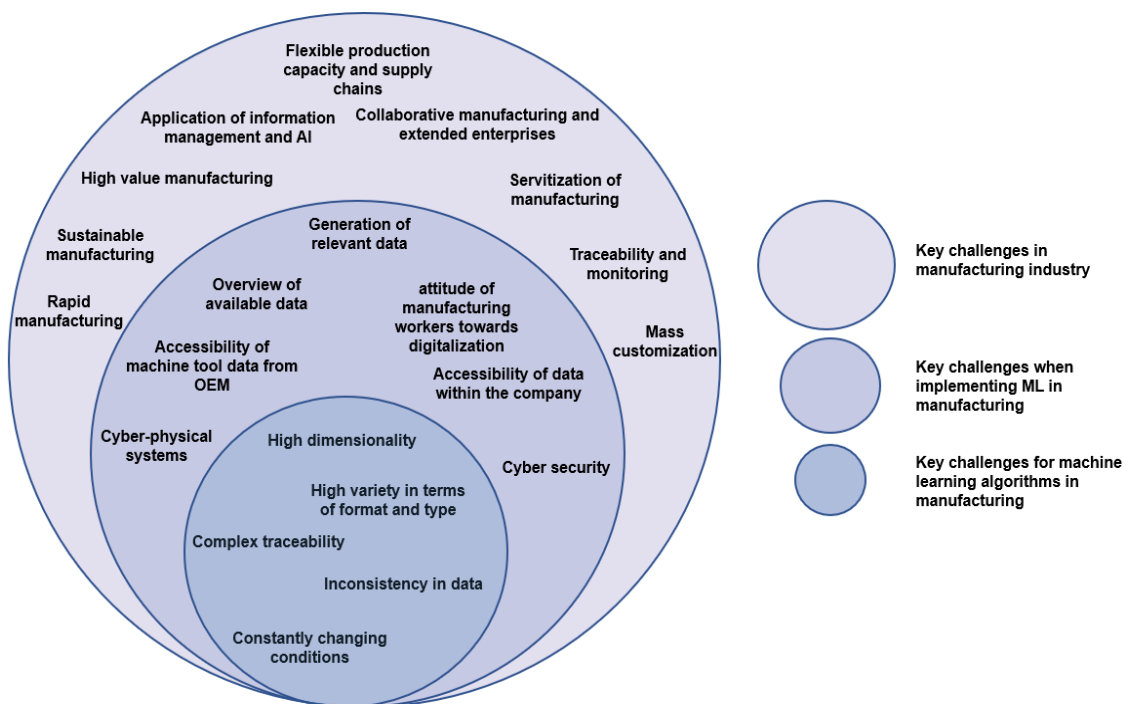 Flexible production
capacity and supply
chains
Application of information
management and AI
Collaborative manufacturing and
extended enterprises
High value manufacturing
Servitization of
manufacturing
Sustainable
manufacturing
Generation of
relevant data
Traceability and
monitoring
Rapid
manufacturing
Overview of
available data
attitude of
manufacturing
workers towards
digitalization
Mass
customization
Accessibility of
machine tool data from
OEM
Accessibility of data
within the company
Cyber-physical
systems
High dimensionality
Cyber security
High variety in terms
of format and type
Complex traceability
Inconsistency in data
Constantly changing
conditions
Key challenges in
manufacturing industry
Key challenges when
implementing ML in
manufacturing
Key challenges for machine
learning algorithms in
manufacturing